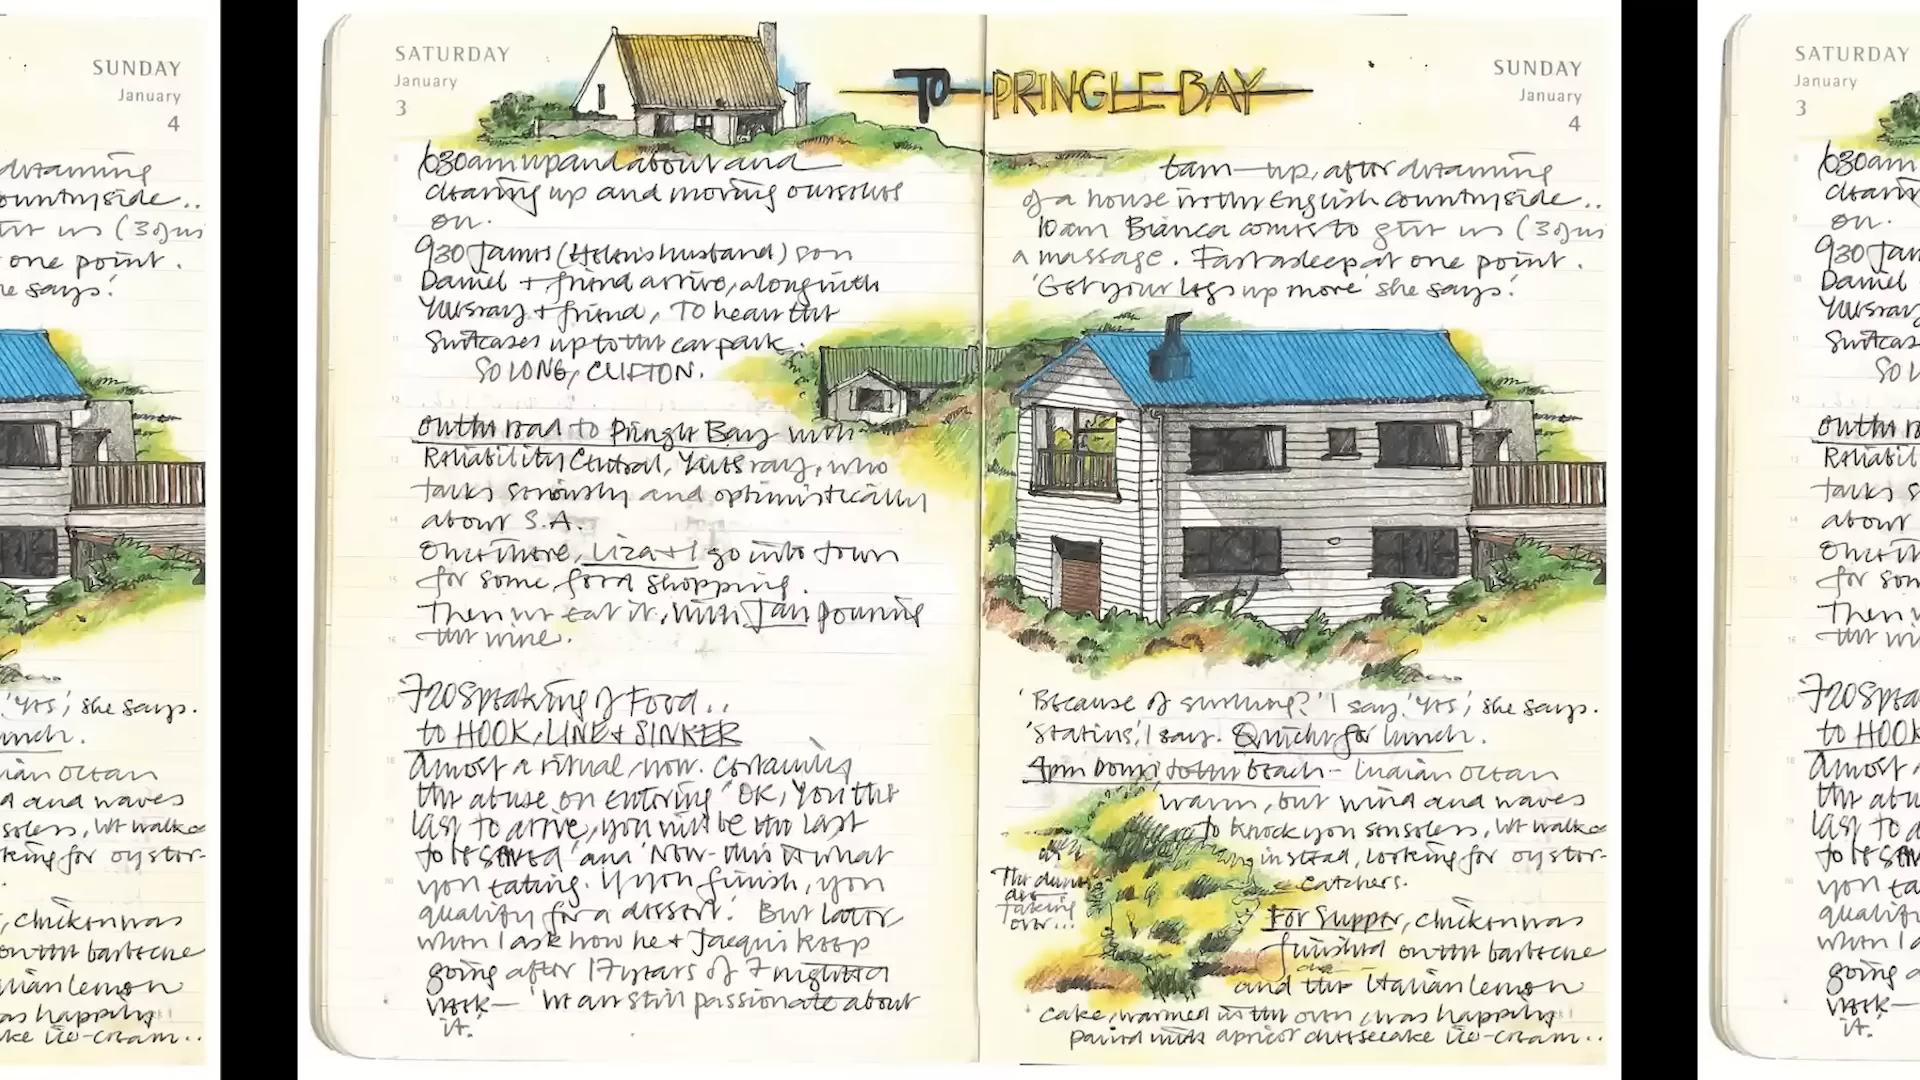 SATURDAY
January
3
TO PRINGLE BAY
SUNDAY
January
4
630am up and about and
clearing up and moving ourselves
on.
930 James (Helen's husband) son
Daniel + friend arrive, along with
Yusray + friend, To heav the
Suitcases up to the car park.
SO LONG, CLIFTON.
On the road to Pringle Bay with
Reliability Central, Yusray, who
talks seriously and optimistically
about S.A.
Once there, Liza + I go into town
for some food shopping.
Then we eat it, with Jan pouring
the wine.
720 Speaking of Food..
to HOOK, LINE + SINKER
Almost a ritual now. Certainly
the abuse on entering 'OK, you the
last to arrive, you will be the last
to be served' and 'Now - this is what
you eating. If you finish, you
qualify for a dessert.' But later
when I ask how he + Jacqui keep
going after 17 years of 7 nights a
week - 'We are still passionate about
it.'
6am - up, after dreaming
of a house in the English countryside..
10am Bianca comes to give us (3 of us
a massage. Fast asleep at one point.
'Get your legs up more' she says.
'Because of swelling?' I say. 'Yes', she says.
'Statins', I say. Quiche for lunch.
4pm Down to the beach - Indian Ocean
warm, but wind and waves
to knock you senseless, we walked
instead, looking for oyster-
catchers.
The dunes
are
taking
over...
For Supper, chicken was
finished on the barbecue
and the Italian lemon
cake, warmed in the oven, was happily
paired with apricot cheesecake ice-cream..